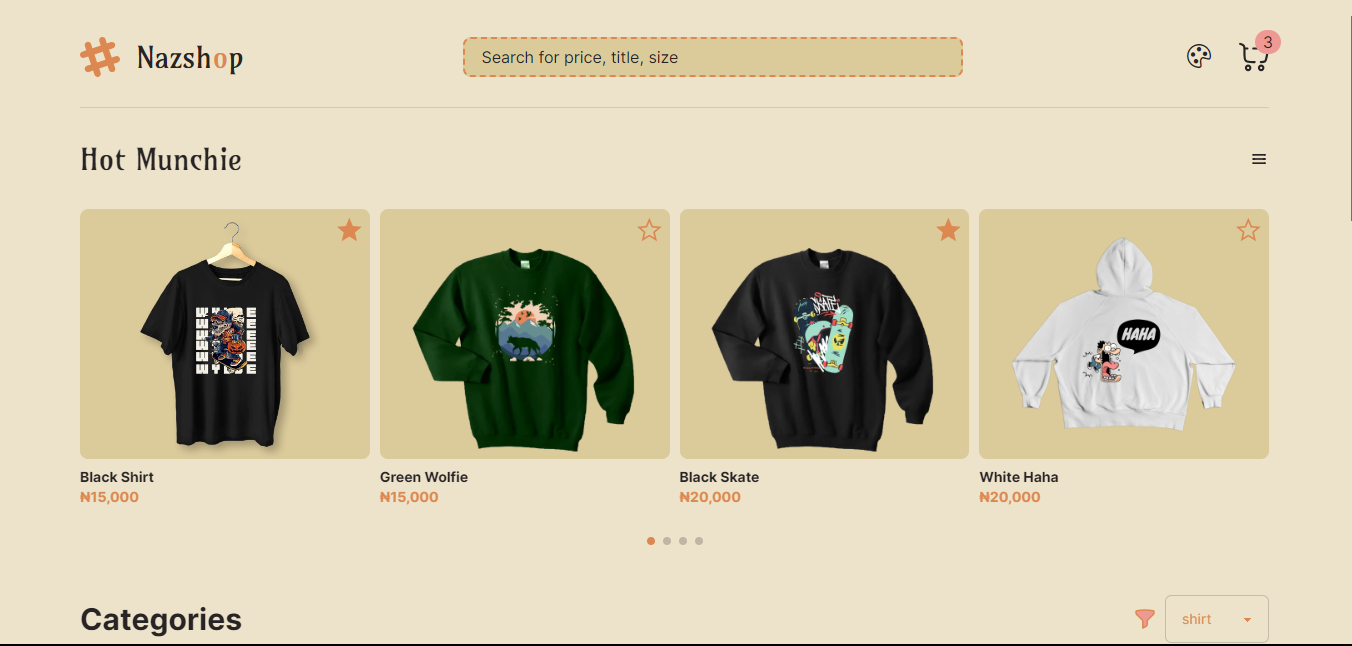 Nazshop
Search for price, title, size
3
Hot Munchie
HAHA
Black Shirt
₦15,000
Green Wolfie
₦15,000
Black Skate
₦20,000
White Haha
₦20,000
Categories
shirt